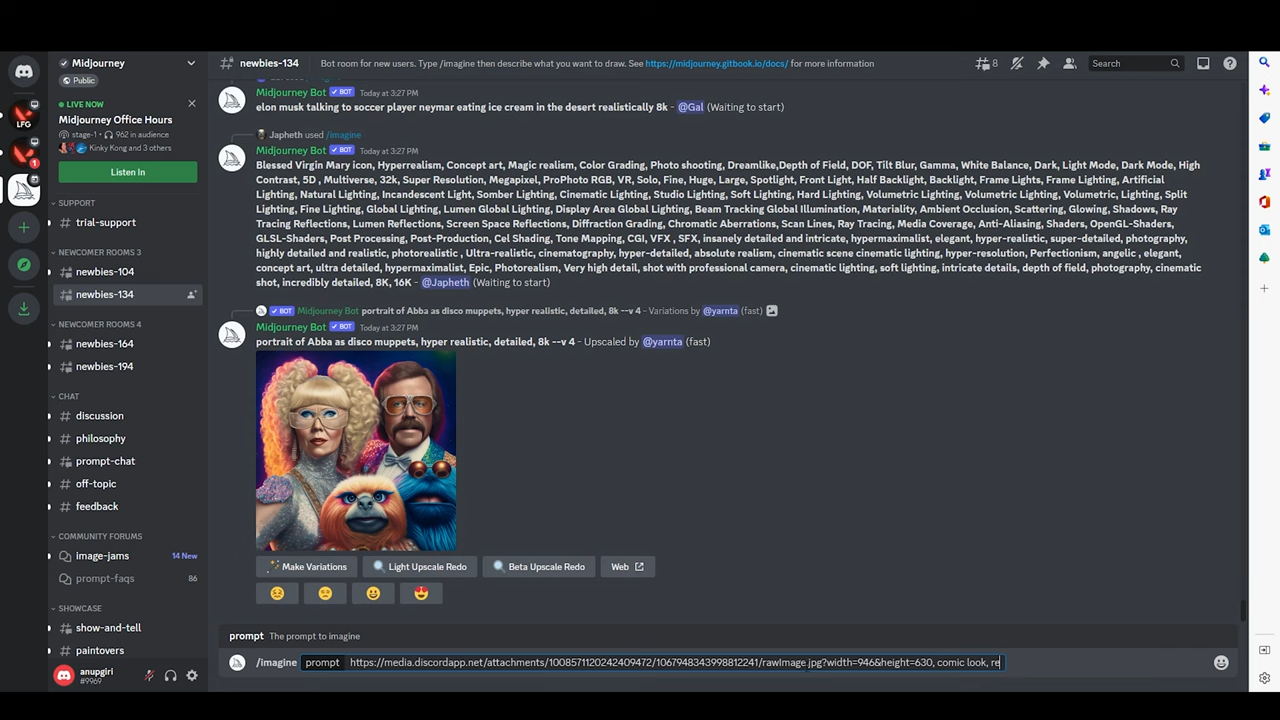 Midjourney
Public
LIVE NOW
Midjourney Office Hours
stage-1 • 962 in audience
Kinky Kong and 3 others
Listen In
SUPPORT
trial-support
NEWCOMER ROOMS 3
newbies-104
newbies-134
NEWCOMER ROOMS 4
newbies-164
newbies-194
CHAT
discussion
philosophy
prompt-chat
off-topic
feedback
COMMUNITY FORUMS
image-jams 14 New
prompt-faqs 86
SHOWCASE
show-and-tell
paintovers
anupgiri
#9969
LFG
1
newbies-134 Bot room for new users. Type /imagine then describe what you want to draw. See https://midjourney.gitbook.io/docs/ for more information
8 Search
Midjourney Bot BOT Today at 3:27 PM
elon musk talking to soccer player neymar eating ice cream in the desert realistically 8k - @Gal (Waiting to start)
Japheth used /imagine
Midjourney Bot BOT Today at 3:27 PM
Blessed Virgin Mary icon, Hyperrealism, Concept art, Magic realism, Color Grading, Photo shooting, Dreamlike,Depth of Field, DOF, Tilt Blur, Gamma, White Balance, Dark, Light Mode, Dark Mode, High
Contrast, 5D , Multiverse, 32k, Super Resolution, Megapixel, ProPhoto RGB, VR, Solo, Fine, Huge, Large, Spotlight, Front Light, Half Backlight, Backlight, Frame Lights, Frame Lighting, Artificial
Lighting, Natural Lighting, Incandescent Light, Somber Lighting, Cinematic Lighting, Studio Lighting, Soft Lighting, Hard Lighting, Volumetric Lighting, Volumetric Lighting, Volumetric, Lighting, Split
Lighting, Fine Lighting, Global Lighting, Lumen Global Lighting, Display Area Global Lighting, Beam Tracking Global Illumination, Materiality, Ambient Occlusion, Scattering, Glowing, Shadows, Ray
Tracing Reflections, Lumen Reflections, Screen Space Reflections, Diffraction Grading, Chromatic Aberrations, Scan Lines, Ray Tracing, Media Coverage, Anti-Aliasing, Shaders, OpenGL-Shaders,
GLSL-Shaders, Post Processing, Post-Production, Cel Shading, Tone Mapping, CGI, VFX , SFX, insanely detailed and intricate, hypermaximalist, elegant, hyper-realistic, super-detailed, photography,
highly detailed and realistic, photorealistic , Ultra-realistic, cinematography, hyper-detailed, absolute realism, cinematic scene cinematic lighting, hyper-resolution, Perfectionism, angelic , elegant,
concept art, ultra detailed, hypermaximalist, Epic, Photorealism, Very high detail, shot with professional camera, cinematic lighting, soft lighting, intricate details, depth of field, photography, cinematic
shot, incredibly detailed, 8K, 16K - @Japheth (Waiting to start)
BOT Midjourney Bot portrait of Abba as disco muppets, hyper realistic, detailed, 8k --v 4 - Variations by @yarnta (fast)
Midjourney Bot BOT Today at 3:27 PM
portrait of Abba as disco muppets, hyper realistic, detailed, 8k --v 4 - Upscaled by @yarnta (fast)
Make Variations Light Upscale Redo Beta Upscale Redo Web
prompt The prompt to imagine
/imagine prompt https://media.discordapp.net/attachments/1008571120242409472/1067948343998812241/rawImage.jpg?width=946&height=630, comic look, re